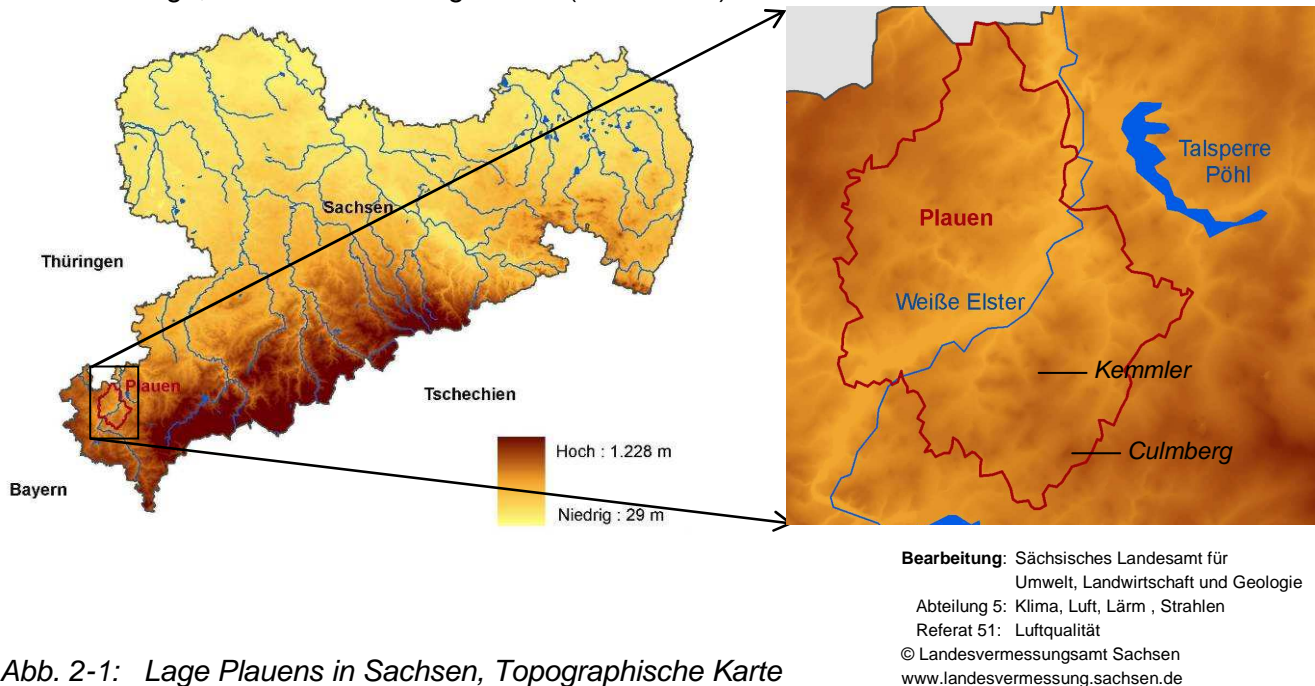 Sachsen
Thüringen
Plauen
Tschechien
Bayern
Hoch : 1.228 m
Niedrig : 29 m
Talsperre
Pöhl
Plauen
Weiße Elster
Kemmler
Culmberg
Bearbeitung: Sächsisches Landesamt für
Umwelt, Landwirtschaft und Geologie
Abteilung 5: Klima, Luft, Lärm , Strahlen
Referat 51: Luftqualität
© Landesvermessungsamt Sachsen
www.landesvermessung.sachsen.de
Abb. 2-1: Lage Plauens in Sachsen, Topographische Karte